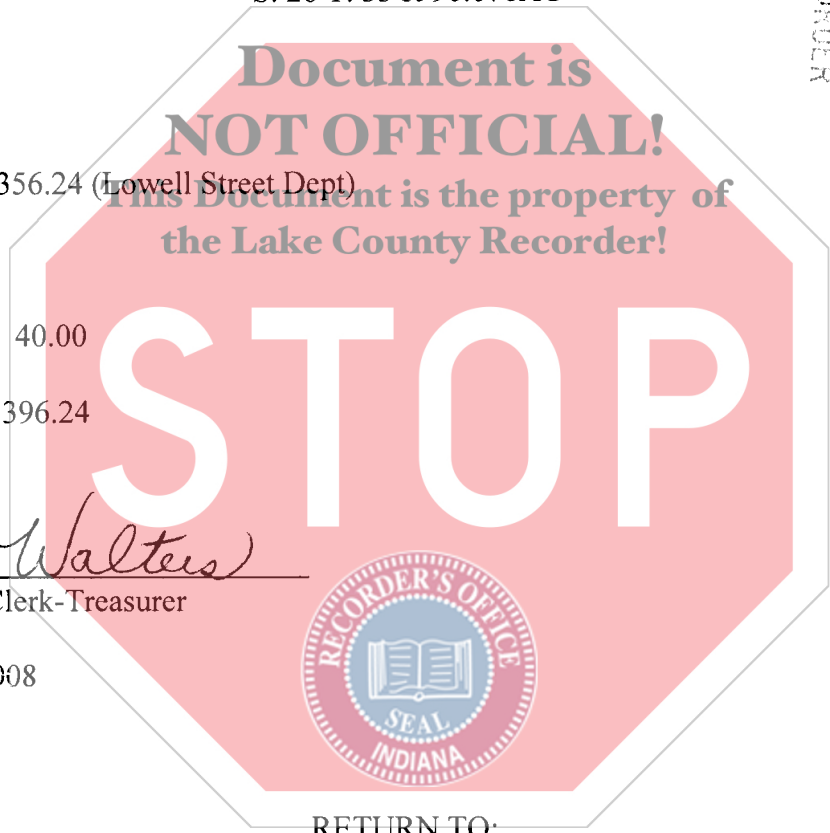 Document is
NOT OFFICIAL!
356.24 (Lowell Street Dept)
This Document is the property of
the Lake County Recorder!
40.00
396.24
STOP
Walters
Clerk-Treasurer
008
RECORDER'S OFFICE
SEAL
INDIANA
RETURN TO: